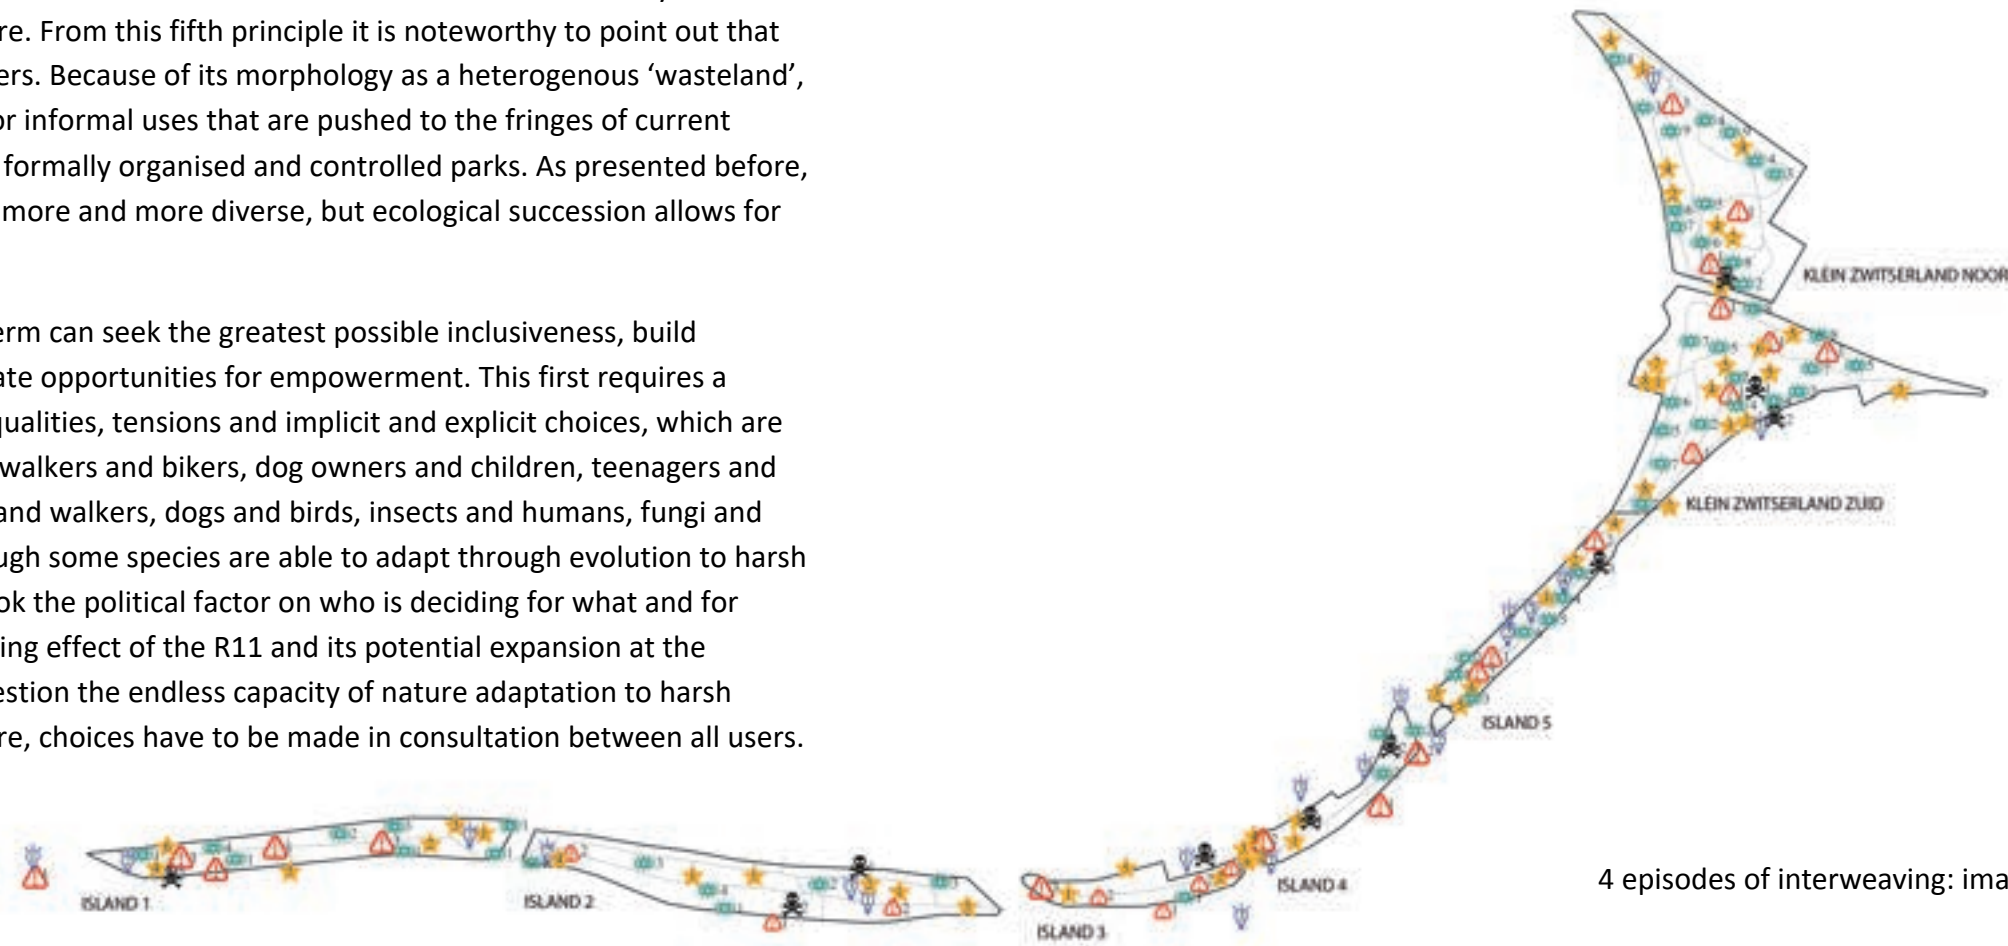 re. From this fifth principle it is noteworthy to point out that
ers. Because of its morphology as a heterogenous ‘wasteland’,
or informal uses that are pushed to the fringes of current
formally organised and controlled parks. As presented before,
more and more diverse, but ecological succession allows for
erm can seek the greatest possible inclusiveness, build
ate opportunities for empowerment. This first requires a
qualities, tensions and implicit and explicit choices, which are
walkers and bikers, dog owners and children, teenagers and
and walkers, dogs and birds, insects and humans, fungi and
ugh some species are able to adapt through evolution to harsh
ok the political factor on who is deciding for what and for
ing effect of the R11 and its potential expansion at the
estion the endless capacity of nature adaptation to harsh
re, choices have to be made in consultation between all users.
KLEIN ZWITSERLAND NOOR
KLEIN ZWITSERLAND ZUID
ISLAND 5
ISLAND 4
ISLAND 3
ISLAND 2
ISLAND 1
4 episodes of interweaving: ima